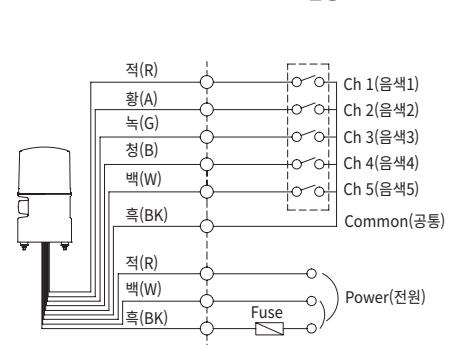 적(R)
Ch 1(음색1)
황(A)
Ch 2(음색2)
녹(G)
Ch 3(음색3)
청(B)
Ch 4(음색4)
백(W)
Ch 5(음색5)
흑(BK)
Common(공통)
적(R)
백(W)
Power(전원)
흑(BK)
Fuse